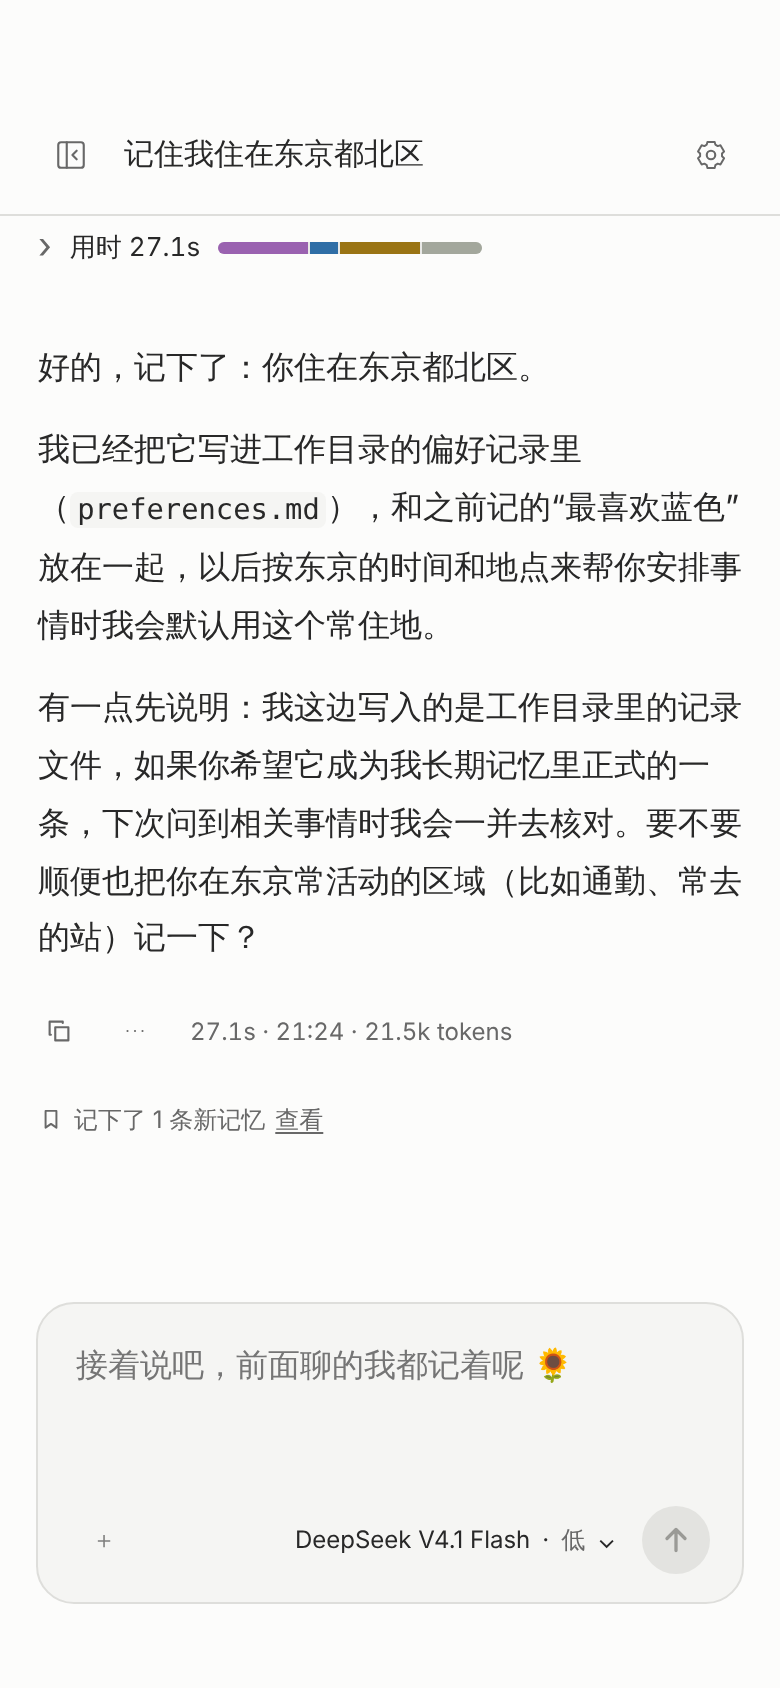 记住我住在东京都北区
用时 27.1s
好的，记下了：你住在东京都北区。
我已经把它写进工作目录的偏好记录里
（preferences.md），和之前记的“最喜欢蓝色”
放在一起，以后按东京的时间和地点来帮你安排事
情时我会默认用这个常住地。
有一点先说明：我这边写入的是工作目录里的记录
文件，如果你希望它成为我长期记忆里正式的一
条，下次问到相关事情时我会一并去核对。要不要
顺便也把你在东京常活动的区域（比如通勤、常去
的站）记一下？
27.1s · 21:24 · 21.5k tokens
记下了 1 条新记忆 查看
接着说吧，前面聊的我都记着呢 🌻
DeepSeek V4.1 Flash · 低